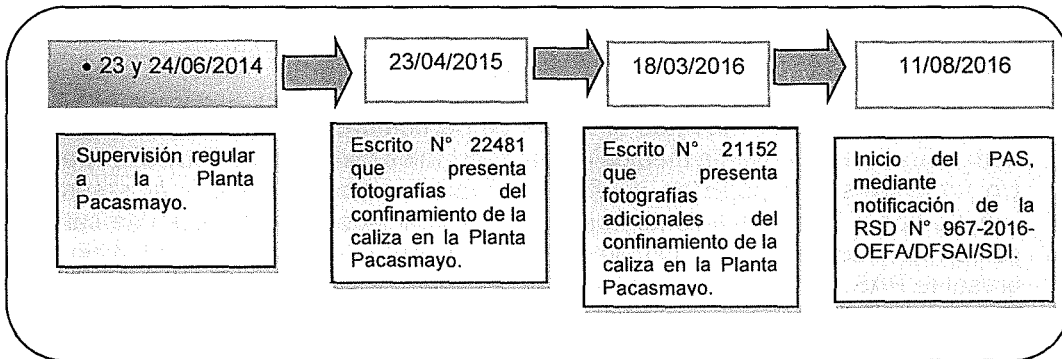 • 23 y 24/06/2014
23/04/2015
18/03/2016
11/08/2016
Supervisión regular
a la Planta
Pacasmayo.
Escrito N° 22481
que presenta
fotografías del
confinamiento de la
caliza en la Planta
Pacasmayo.
Escrito N° 21152
que presenta
fotografías
adicionales del
confinamiento de la
caliza en la Planta
Pacasmayo.
Inicio del PAS,
mediante
notificación de la
RSD N° 967-2016-
OEFA/DFSAI/SDI.